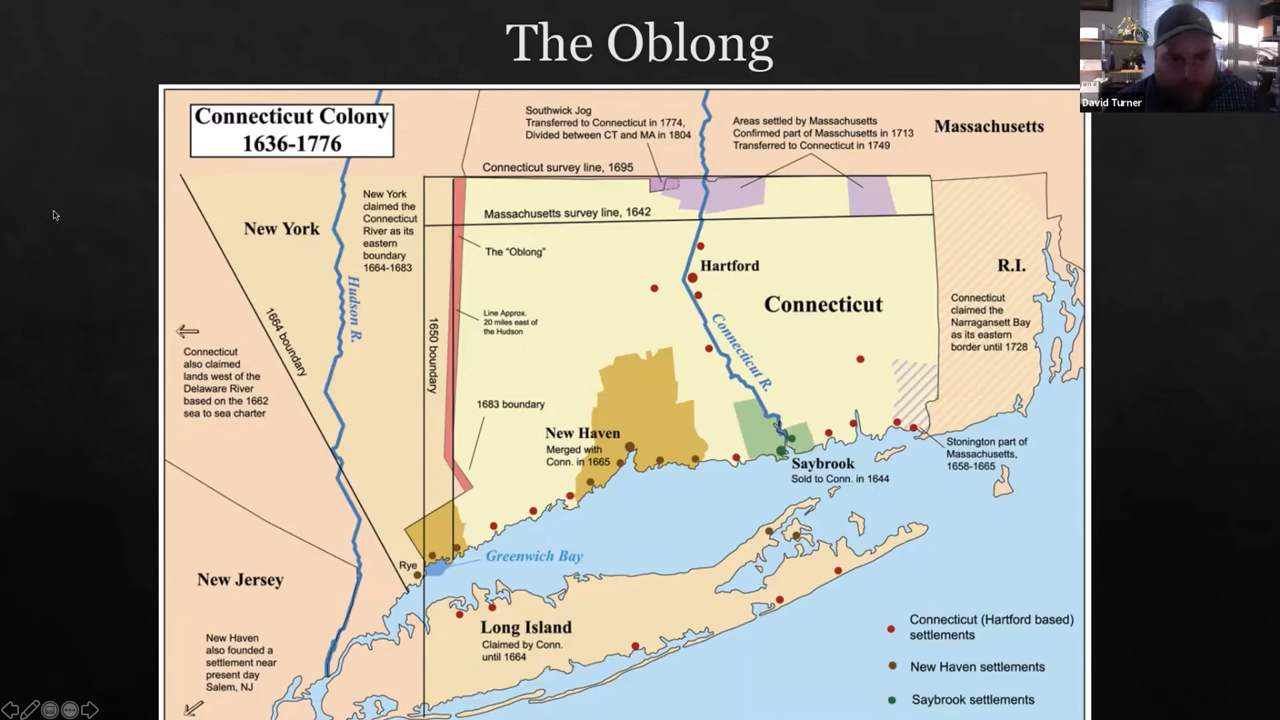 The Oblong
David Turner
Connecticut Colony
1636-1776
Southwick Jog
Transferred to Connecticut in 1774,
Divided between CT and MA in 1804
Areas settled by Massachusetts
Confirmed part of Masschusetts in 1713
Transferred to Connecticut in 1749
Massachusetts
Connecticut survey line, 1695
New York
claimed the
Connecticut
River as its
eastern
boundary
1664-1683
Massachusetts survey line, 1642
New York
The "Oblong"
Hartford
R.I.
Connecticut
Hudson R.
Connecticut
claimed the
Narragansett Bay
as its eastern
border until 1728
Line Approx.
20 miles east of
the Hudson
1664 boundary
1650 boundary
Connecticut R.
Connecticut
also claimed
lands west of the
Delaware River
based on the 1662
sea to sea charter
1683 boundary
New Haven
Merged with
Conn. in 1665
Stonington part of
Massachusetts,
1658-1665
Saybrook
Sold to Conn. in 1644
Greenwich Bay
Rye
New Jersey
Long Island
Claimed by Conn.
until 1664
New Haven
also founded a
settlement near
present day
Salem, NJ
Connecticut (Hartford based)
settlements
New Haven settlements
Saybrook settlements